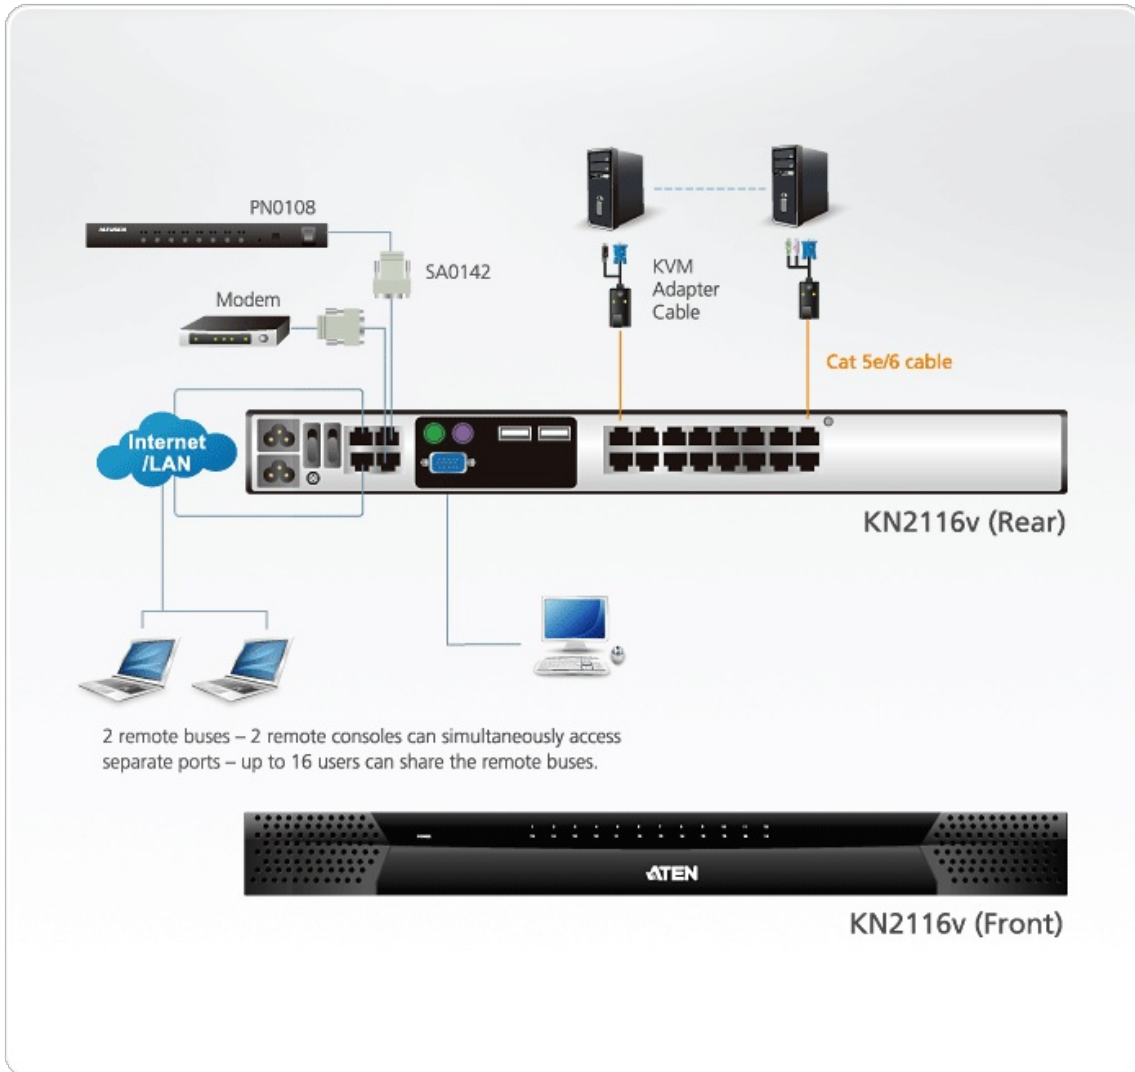 PN0108
SA0142
Modem
KVM
Adapter
Cable
Cat 5e/6 cable
Internet
/LAN
KN2116v (Rear)
2 remote buses – 2 remote consoles can simultaneously access
separate ports – up to 16 users can share the remote buses.
ATEN
KN2116v (Front)